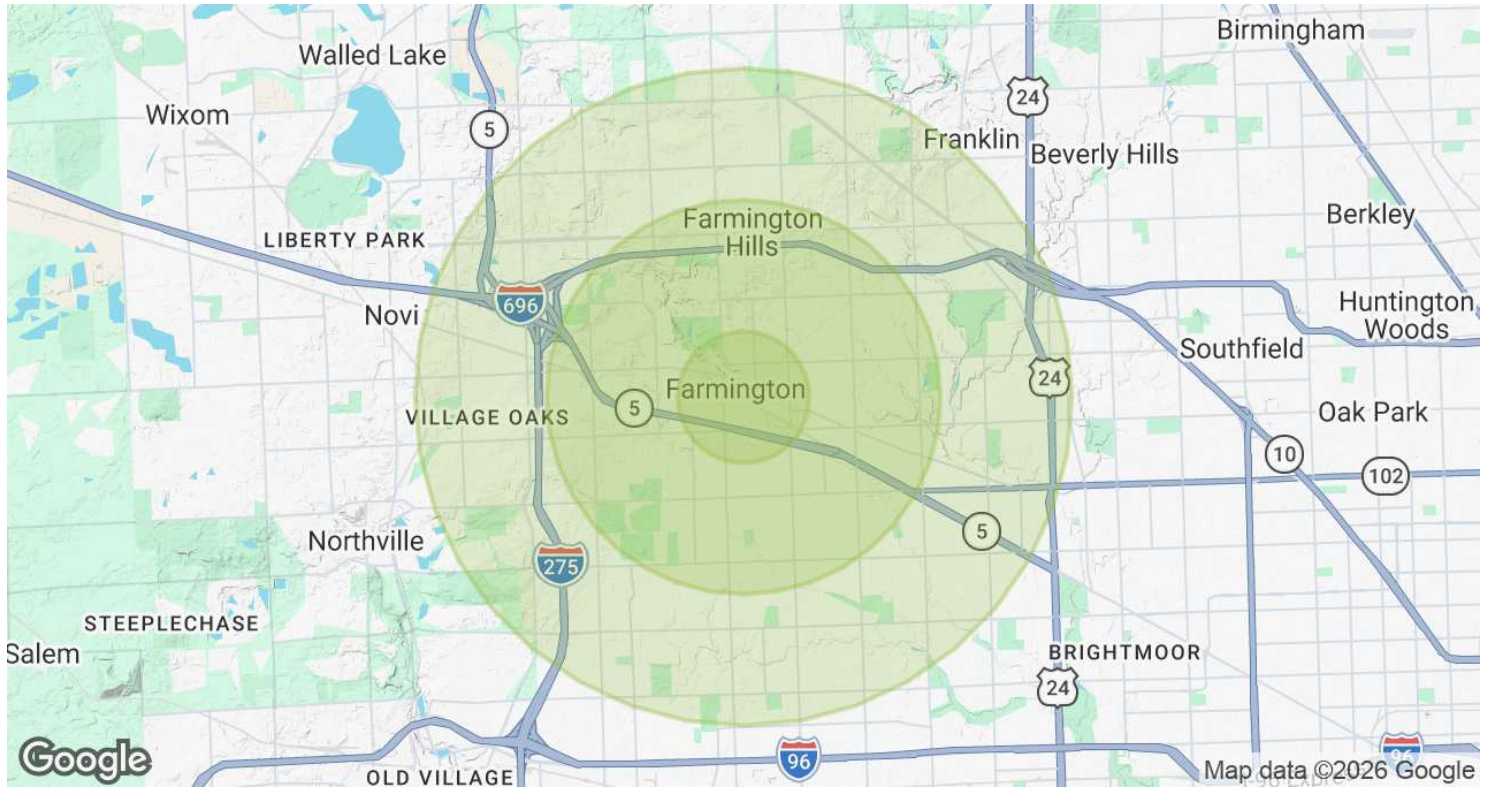 Birmingham
Walled Lake
24
Wixom
5
Franklin
Beverly Hills
Farmington
Hills
Berkley
LIBERTY PARK
696
Novi
Huntington
Woods
Southfield
24
Farmington
5
VILLAGE OAKS
Oak Park
10
102
5
Northville
275
STEEPLECHASE
Salem
BRIGHTMOOR
24
96
96
Google
OLD VILLAGE
Map data ©2026 Google